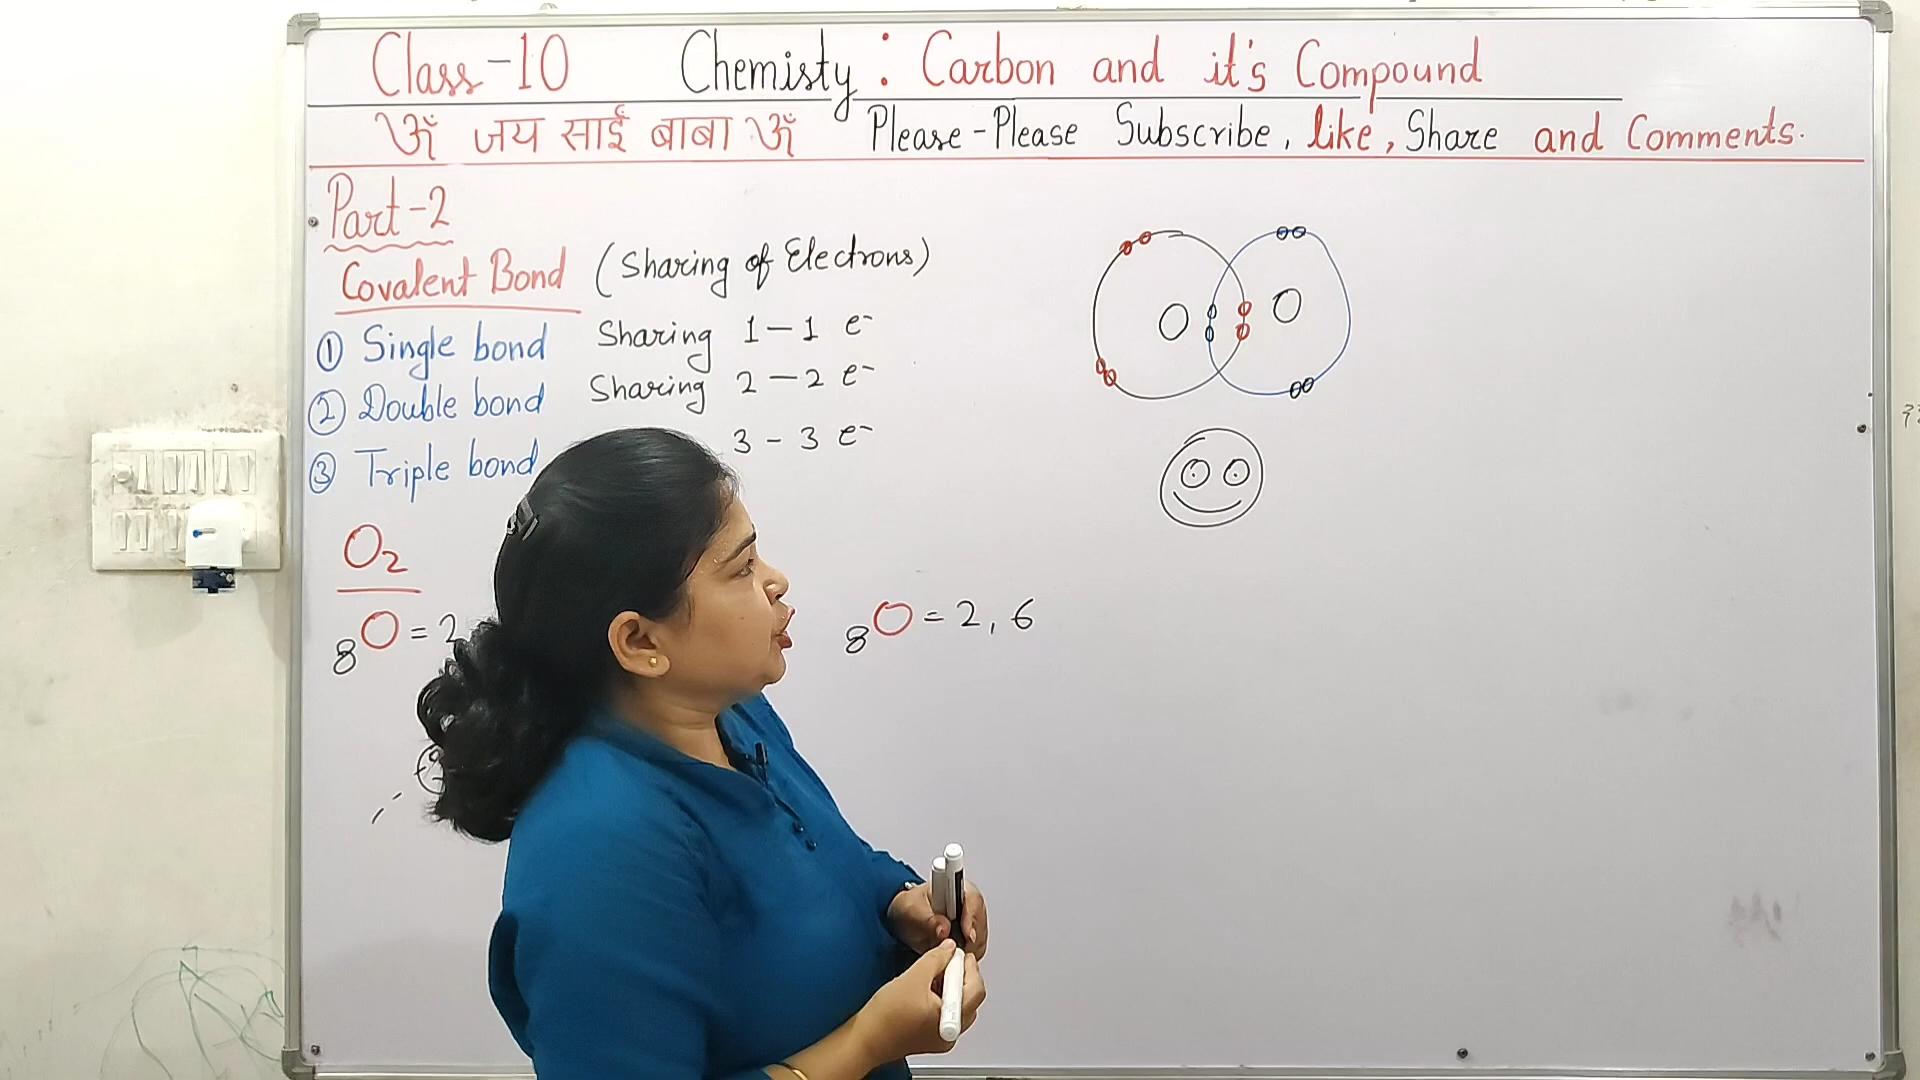 Class-10 Chemisty : Carbon and it's Compound
ॐ जय साईं बाबा ॐ Please-Please Subscribe, like, Share and Comments.
Part-2
Covalent Bond (Sharing of Electrons)
① Single bond Sharing 1-1 e⁻
② Double bond Sharing 2-2 e⁻
③ Triple bond 3-3 e⁻
O O
O₂
₈O = 2 ₈O = 2, 6